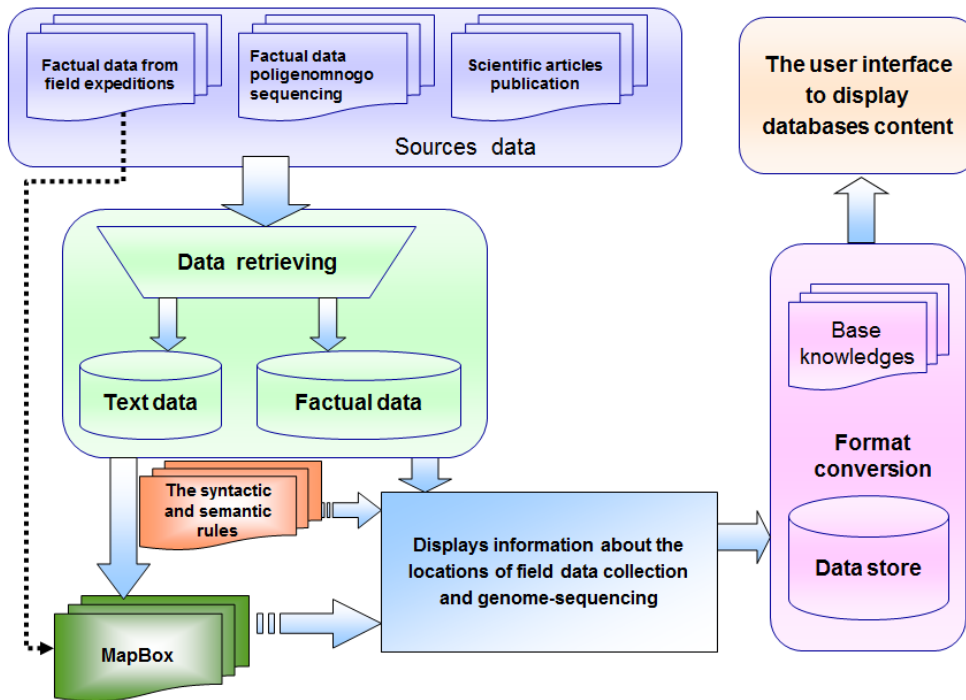 Factual data from
field expeditions
Factual data
poligenomnogo
sequencing
Scientific articles
publication
Sources data
The user interface
to display
databases content
Data retrieving
Text data
Factual data
Base
knowledges
Format
conversion
Data store
The syntactic
and semantic
rules
Displays information about the
locations of field data collection
and genome-sequencing
MapBox